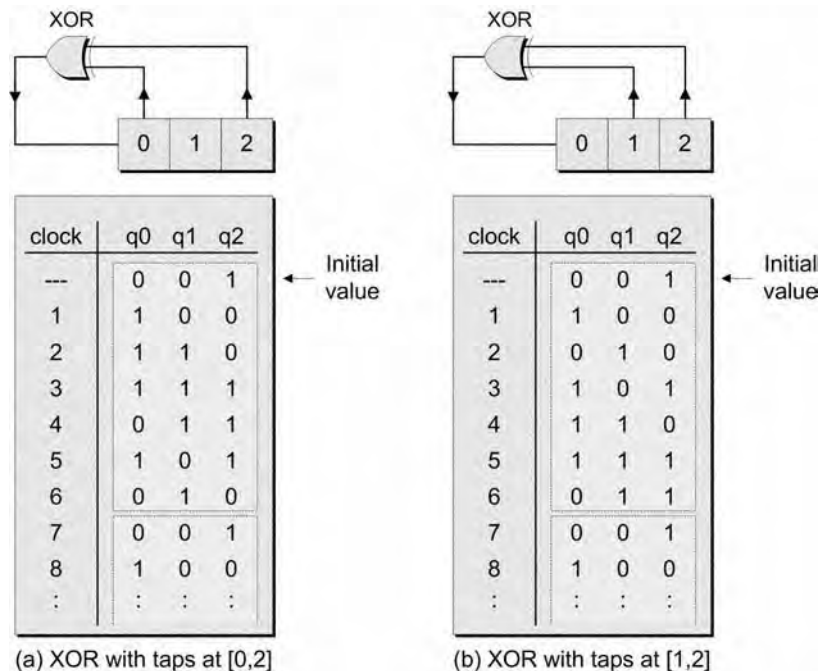 XOR
0 1 2
clock q0 q1 q2
--- 0 0 1
1 1 0 0
2 1 1 0
3 1 1 1
4 0 1 1
5 1 0 1
6 0 1 0
7 0 0 1
8 1 0 0
: : : :
Initial
value
(a) XOR with taps at [0,2]
XOR
0 1 2
clock q0 q1 q2
--- 0 0 1
1 1 0 0
2 0 1 0
3 1 0 1
4 1 1 0
5 1 1 1
6 0 1 1
7 0 0 1
8 1 0 0
: : : :
Initial
value
(b) XOR with taps at [1,2]